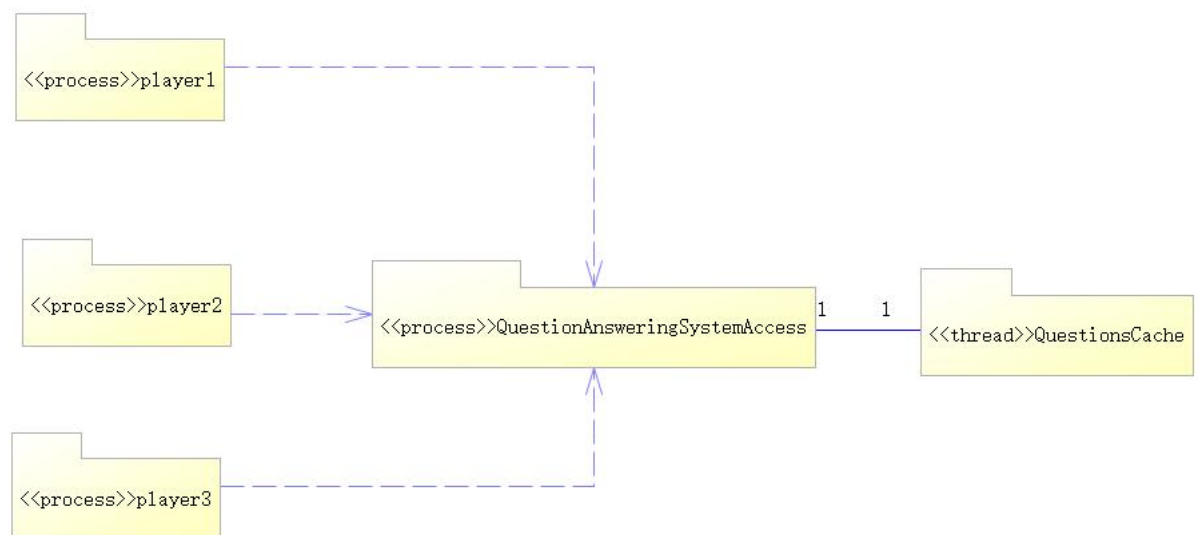 <<process>>player1
<<process>>player2
<<process>>QuestionAnsweringSystemAccess
1
1
<<thread>>QuestionsCache
<<process>>player3